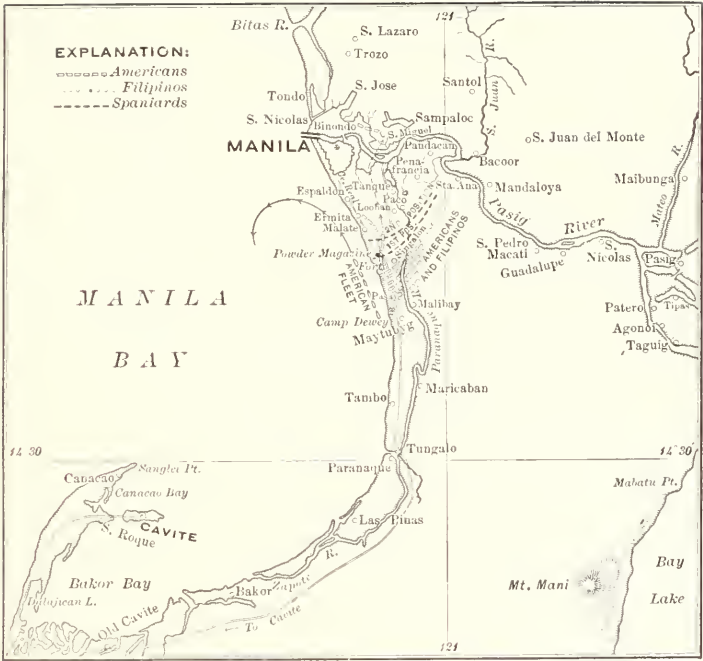 EXPLANATION:
Americans
Filipinos
Spaniards
Bitas R.
S. Lazaro
Trozo
121
S. Jose
Tondo
Santol
S. Juan R.
S. Nicolas
Binondo
S. Miguel
Sampaloc
S. Juan del Monte
MANILA
Pandacan
Bacoor
Pena-
francia
Maibunga
Mateo R.
Tanque
Sta. Ana
Mandaloya
Espaldon
Paco
Loofian
Ermita
Malate
Pasig River
S. Pedro
Macati
Guadalupe
S.
Nicolas
Pasig
Powder Magazine
Fort
AMERICANS
AND FILIPINOS
AMERICAN
FLEET
MANILA
BAY
Malibay
Patero
Tipas
Camp Dewey
Agonoi
Maytubig
Taguig
Maricaban
Tambo
14 30
14° 30'
Tungalo
Paranaque
Sanglei Pt.
Canacao
Canacao Bay
Mabatu Pt.
CAVITE
S. Roque
Las Pinas
R.
Bakor Bay
Bakor
Zapote
Mt. Mani
Bay
Lake
Old Cavite
To Cavite
121